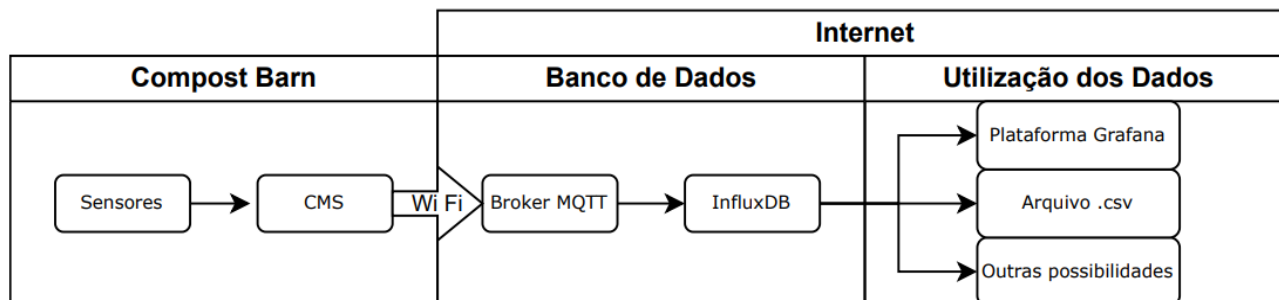 Internet
Compost Barn
Banco de Dados
Utilização dos Dados
Sensores
CMS
Wi Fi
Broker MQTT
InfluxDB
Plataforma Grafana
Arquivo .csv
Outras possibilidades